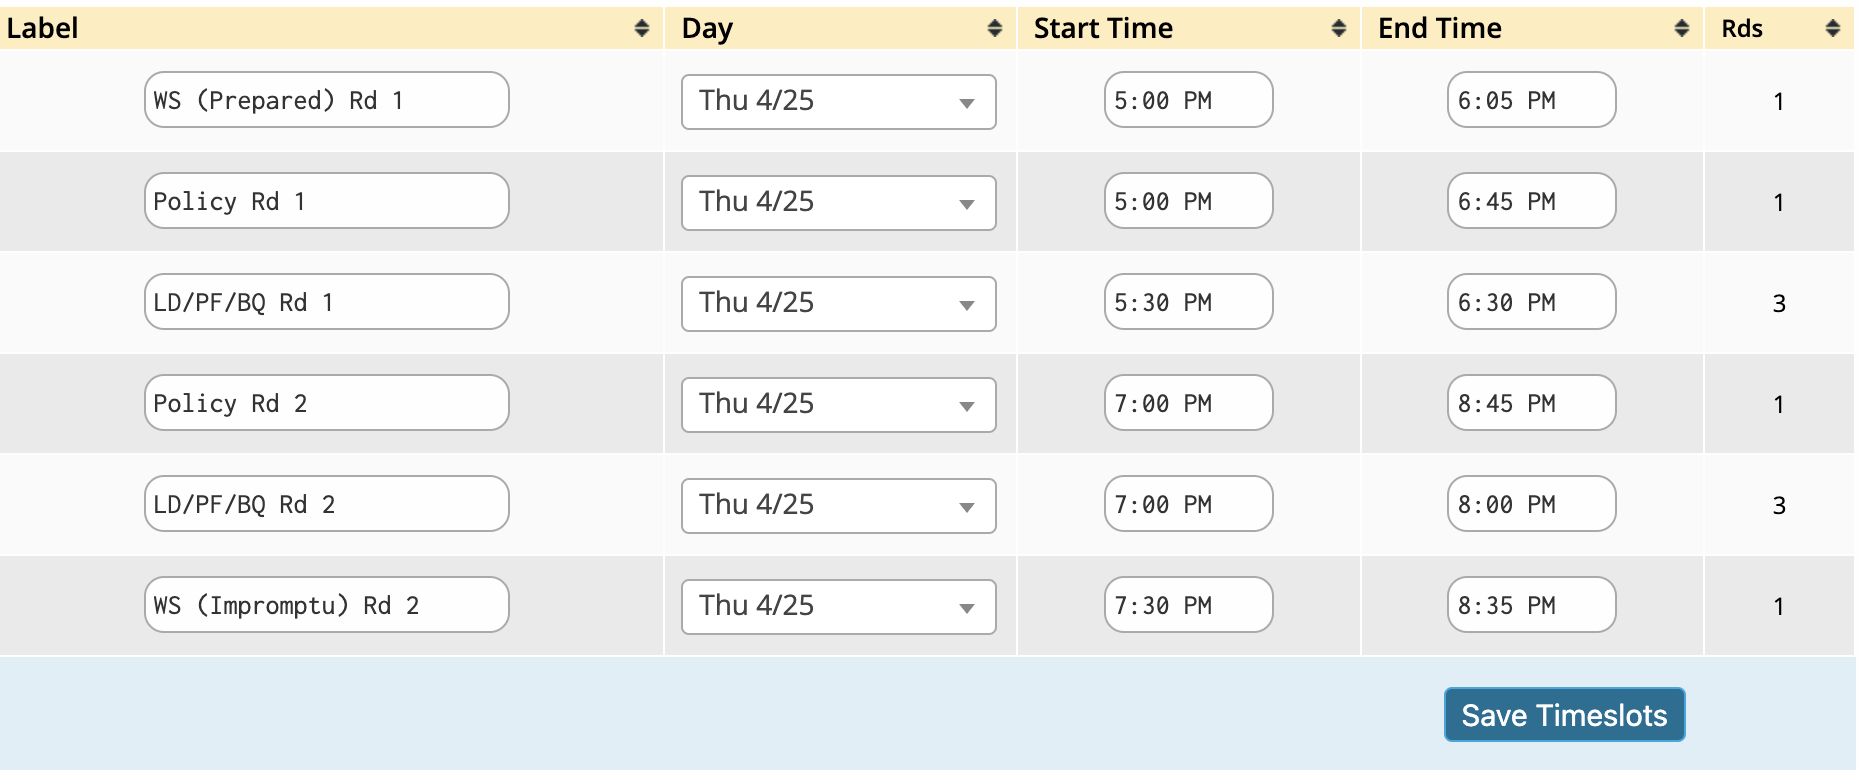 Label Day Start Time End Time Rds
WS (Prepared) Rd 1 Thu 4/25 5:00 PM 6:05 PM 1
Policy Rd 1 Thu 4/25 5:00 PM 6:45 PM 1
LD/PF/BQ Rd 1 Thu 4/25 5:30 PM 6:30 PM 3
Policy Rd 2 Thu 4/25 7:00 PM 8:45 PM 1
LD/PF/BQ Rd 2 Thu 4/25 7:00 PM 8:00 PM 3
WS (Impromptu) Rd 2 Thu 4/25 7:30 PM 8:35 PM 1
Save Timeslots